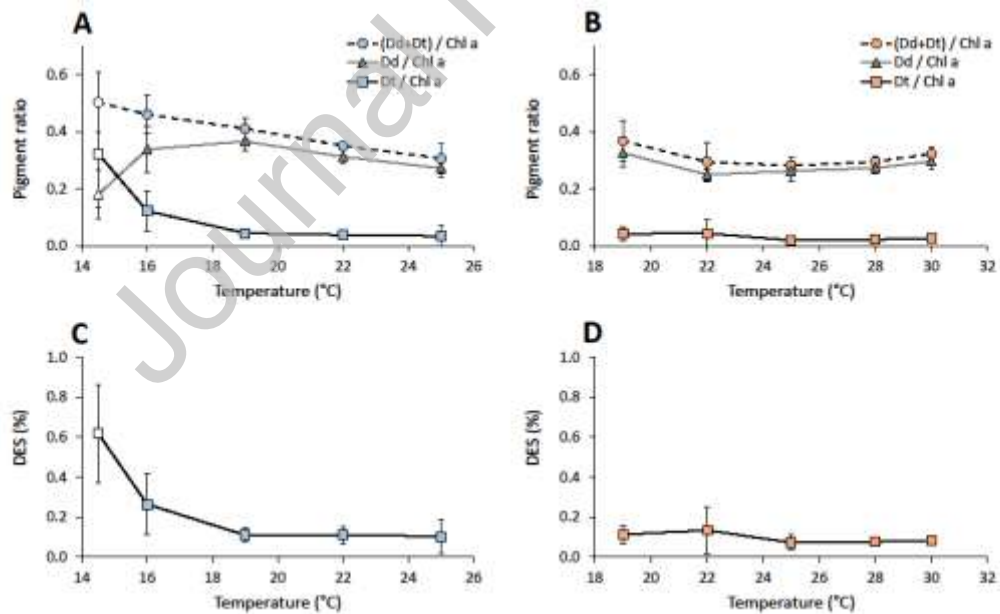 A
(Dd+Dt) / Chl a
Dd / Chl a
Dt / Chl a
Pigment ratio
0.6
0.4
0.2
0.0
14 16 18 20 22 24 26
Temperature (°C)
B
(Dd+Dt) / Chl a
Dd / Chl a
Dt / Chl a
Pigment ratio
0.6
0.4
0.2
0.0
18 20 22 24 26 28 30 32
Temperature (°C)
C
DES (%)
1.0
0.8
0.6
0.4
0.2
0.0
14 16 18 20 22 24 26
Temperature (°C)
D
DES (%)
1.0
0.8
0.6
0.4
0.2
0.0
18 20 22 24 26 28 30 32
Temperature (°C)
Journal